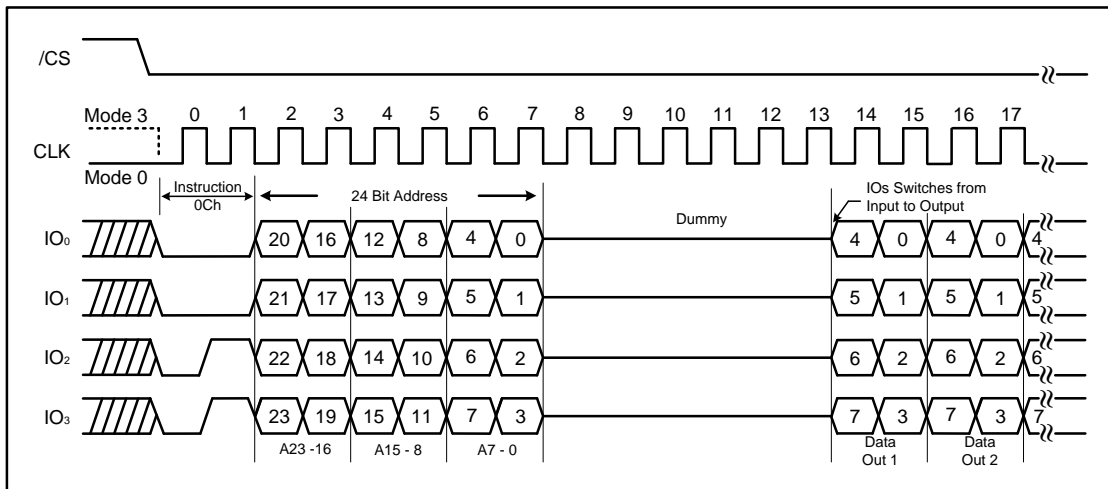 /CS
Mode 3 0 1 2 3 4 5 6 7 8 9 10 11 12 13 14 15 16 17
CLK
Mode 0
Instruction
0Ch
24 Bit Address
IOs Switches from
Input to Output
Dummy
IO0 20 16 12 8 4 0 4 0 4 0 4
IO1 21 17 13 9 5 1 5 1 5 1 5
IO2 22 18 14 10 6 2 6 2 6 2 6
IO3 23 19 15 11 7 3 7 3 7 3 7
A23 -16 A15 - 8 A7 - 0
Data
Out 1
Data
Out 2